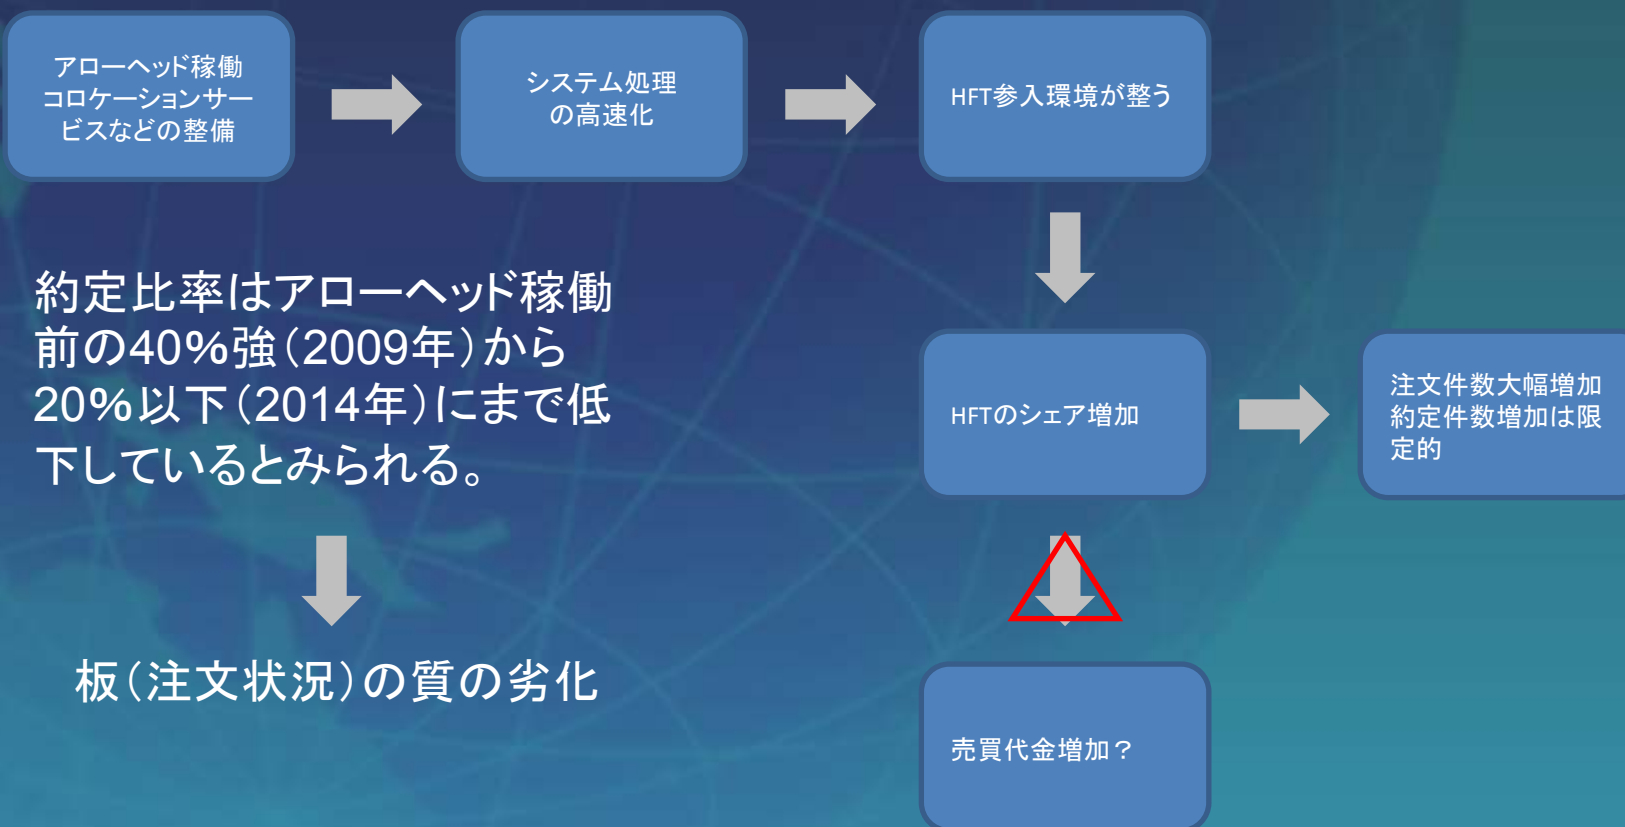 アローヘッド稼働
コロケーションサー
ビスなどの整備
システム処理
の高速化
HFT参入環境が整う
約定比率はアローヘッド稼働
前の40%強(2009年)から
20%以下(2014年)にまで低
下しているとみられる。
HFTのシェア増加
注文件数大幅増加
約定件数増加は限
定的
板(注文状況)の質の劣化
売買代金増加?